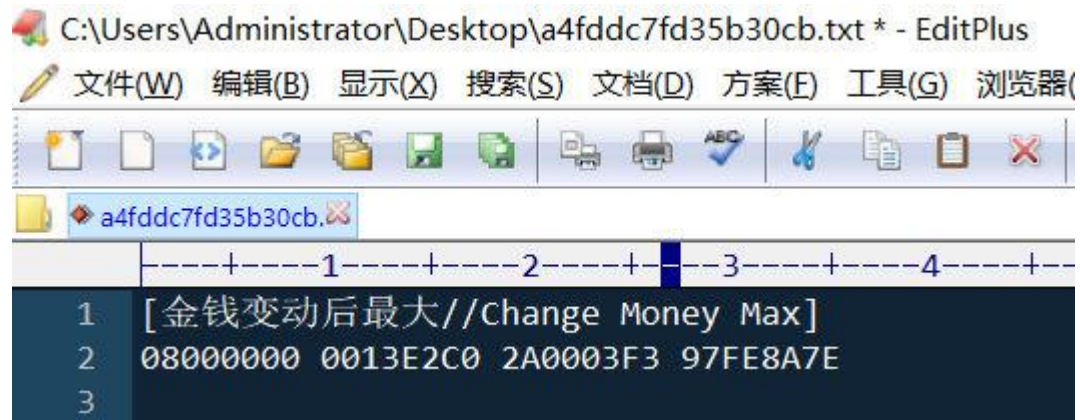 C:\Users\Administrator\Desktop\a4fddc7fd35b30cb.txt * - EditPlus
文件(W) 编辑(B) 显示(X) 搜索(S) 文档(D) 方案(F) 工具(G) 浏览器(
ABC
a4fddc7fd35b30cb.
----+----1----+----2----+----3----+----4----+--
1 [金钱变动后最大//Change Money Max]
2 08000000 0013E2C0 2A0003F3 97FE8A7E
3